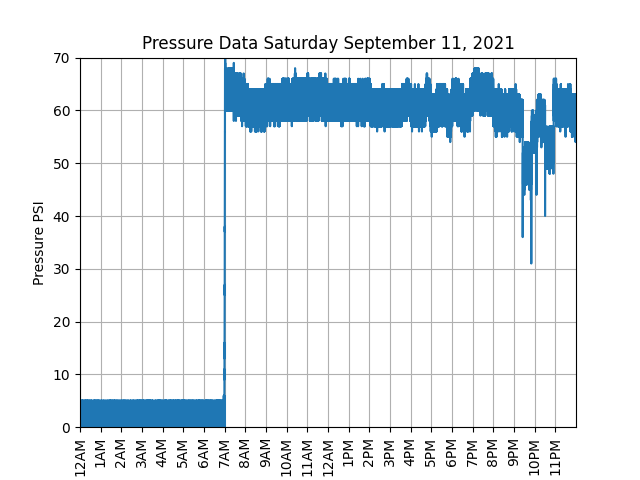 Pressure Data Saturday September 11, 2021
Pressure PSI
70
60
50
40
30
20
10
0
12AM
1AM
2AM
3AM
4AM
5AM
6AM
7AM
8AM
9AM
10AM
11AM
12AM
1PM
2PM
3PM
4PM
5PM
6PM
7PM
8PM
9PM
10PM
11PM